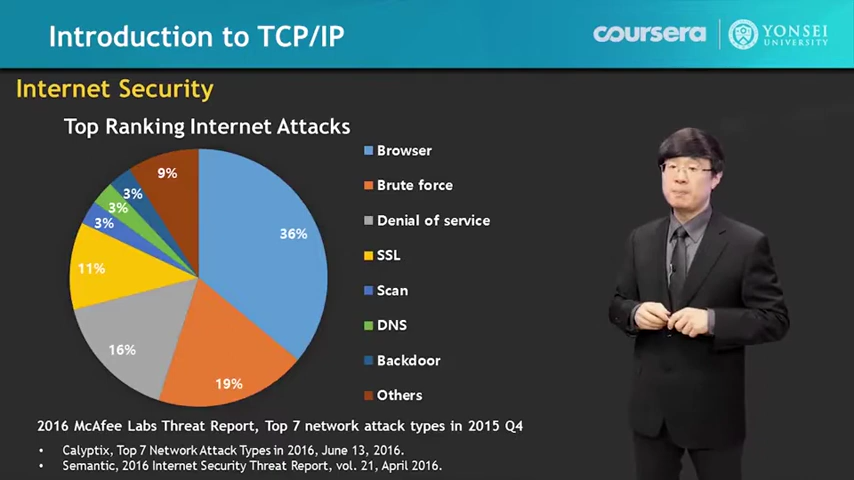 Introduction to TCP/IP
coursera
YONSEI
UNIVERSITY
Internet Security
Top Ranking Internet Attacks
36%
19%
16%
11%
3%
3%
3%
9%
Browser
Brute force
Denial of service
SSL
Scan
DNS
Backdoor
Others
2016 McAfee Labs Threat Report, Top 7 network attack types in 2015 Q4
• Calyptix, Top 7 Network Attack Types in 2016, June 13, 2016.
• Semantic, 2016 Internet Security Threat Report, vol. 21, April 2016.